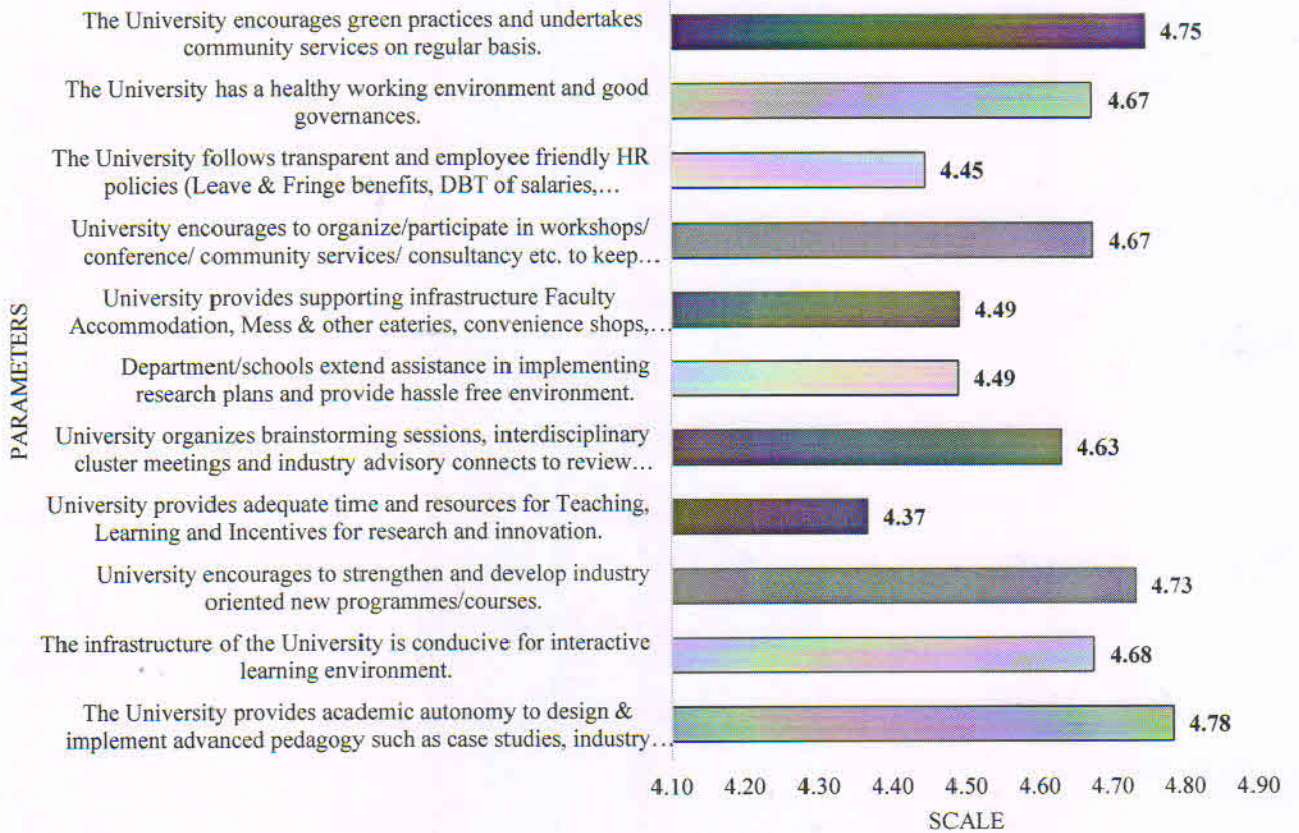 The University encourages green practices and undertakes
community services on regular basis.
4.75
The University has a healthy working environment and good
governances.
4.67
The University follows transparent and employee friendly HR
policies (Leave & Fringe benefits, DBT of salaries,...
4.45
University encourages to organize/participate in workshops/
conference/ community services/ consultancy etc. to keep...
4.67
University provides supporting infrastructure Faculty
Accommodation, Mess & other eateries, convenience shops,...
4.49
Department/schools extend assistance in implementing
research plans and provide hassle free environment.
4.49
University organizes brainstorming sessions, interdisciplinary
cluster meetings and industry advisory connects to review...
4.63
University provides adequate time and resources for Teaching,
Learning and Incentives for research and innovation.
4.37
University encourages to strengthen and develop industry
oriented new programmes/courses.
4.73
The infrastructure of the University is conducive for interactive
learning environment.
4.68
The University provides academic autonomy to design &
implement advanced pedagogy such as case studies, industry...
4.78
PARAMETERS
4.10 4.20 4.30 4.40 4.50 4.60 4.70 4.80 4.90
SCALE